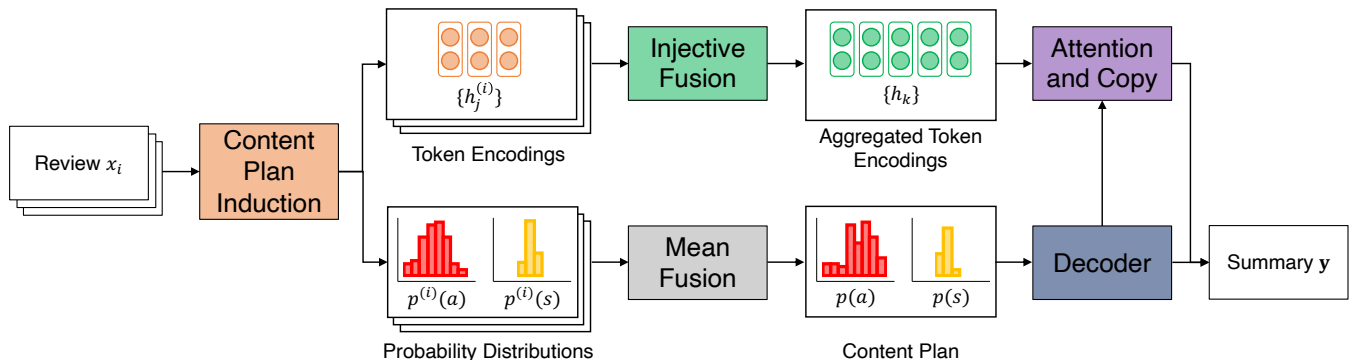 Review x_i
Content
Plan
Induction
{h_j^{(i)}}
Token Encodings
p^{(i)}(a)
p^{(i)}(s)
Probability Distributions
Injective
Fusion
Mean
Fusion
{h_k}
Aggregated Token
Encodings
p(a)
p(s)
Content Plan
Attention
and Copy
Decoder
Summary y